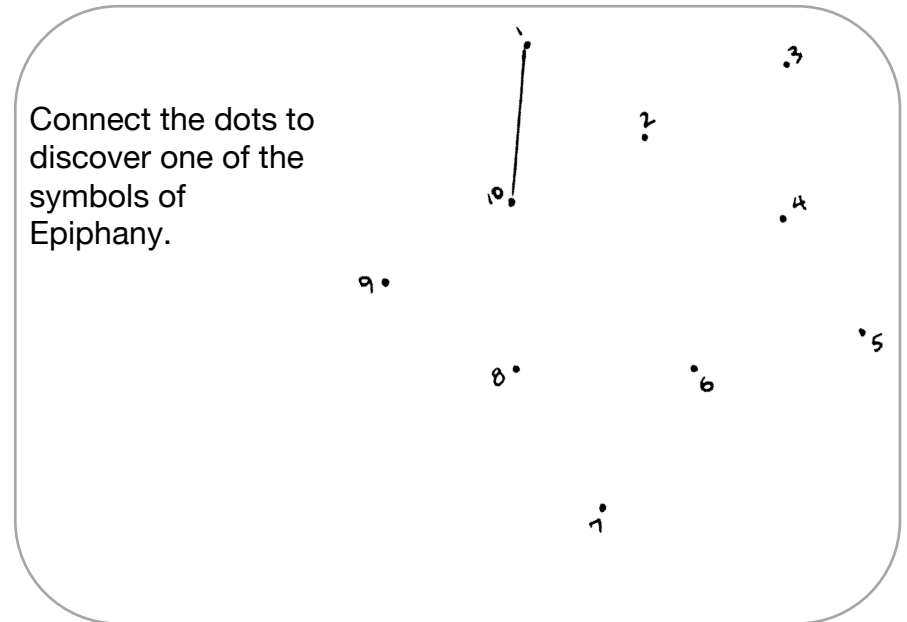 Connect the dots to
discover one of the
symbols of
Epiphany.
1
3
2
10
4
9
5
8
6
7